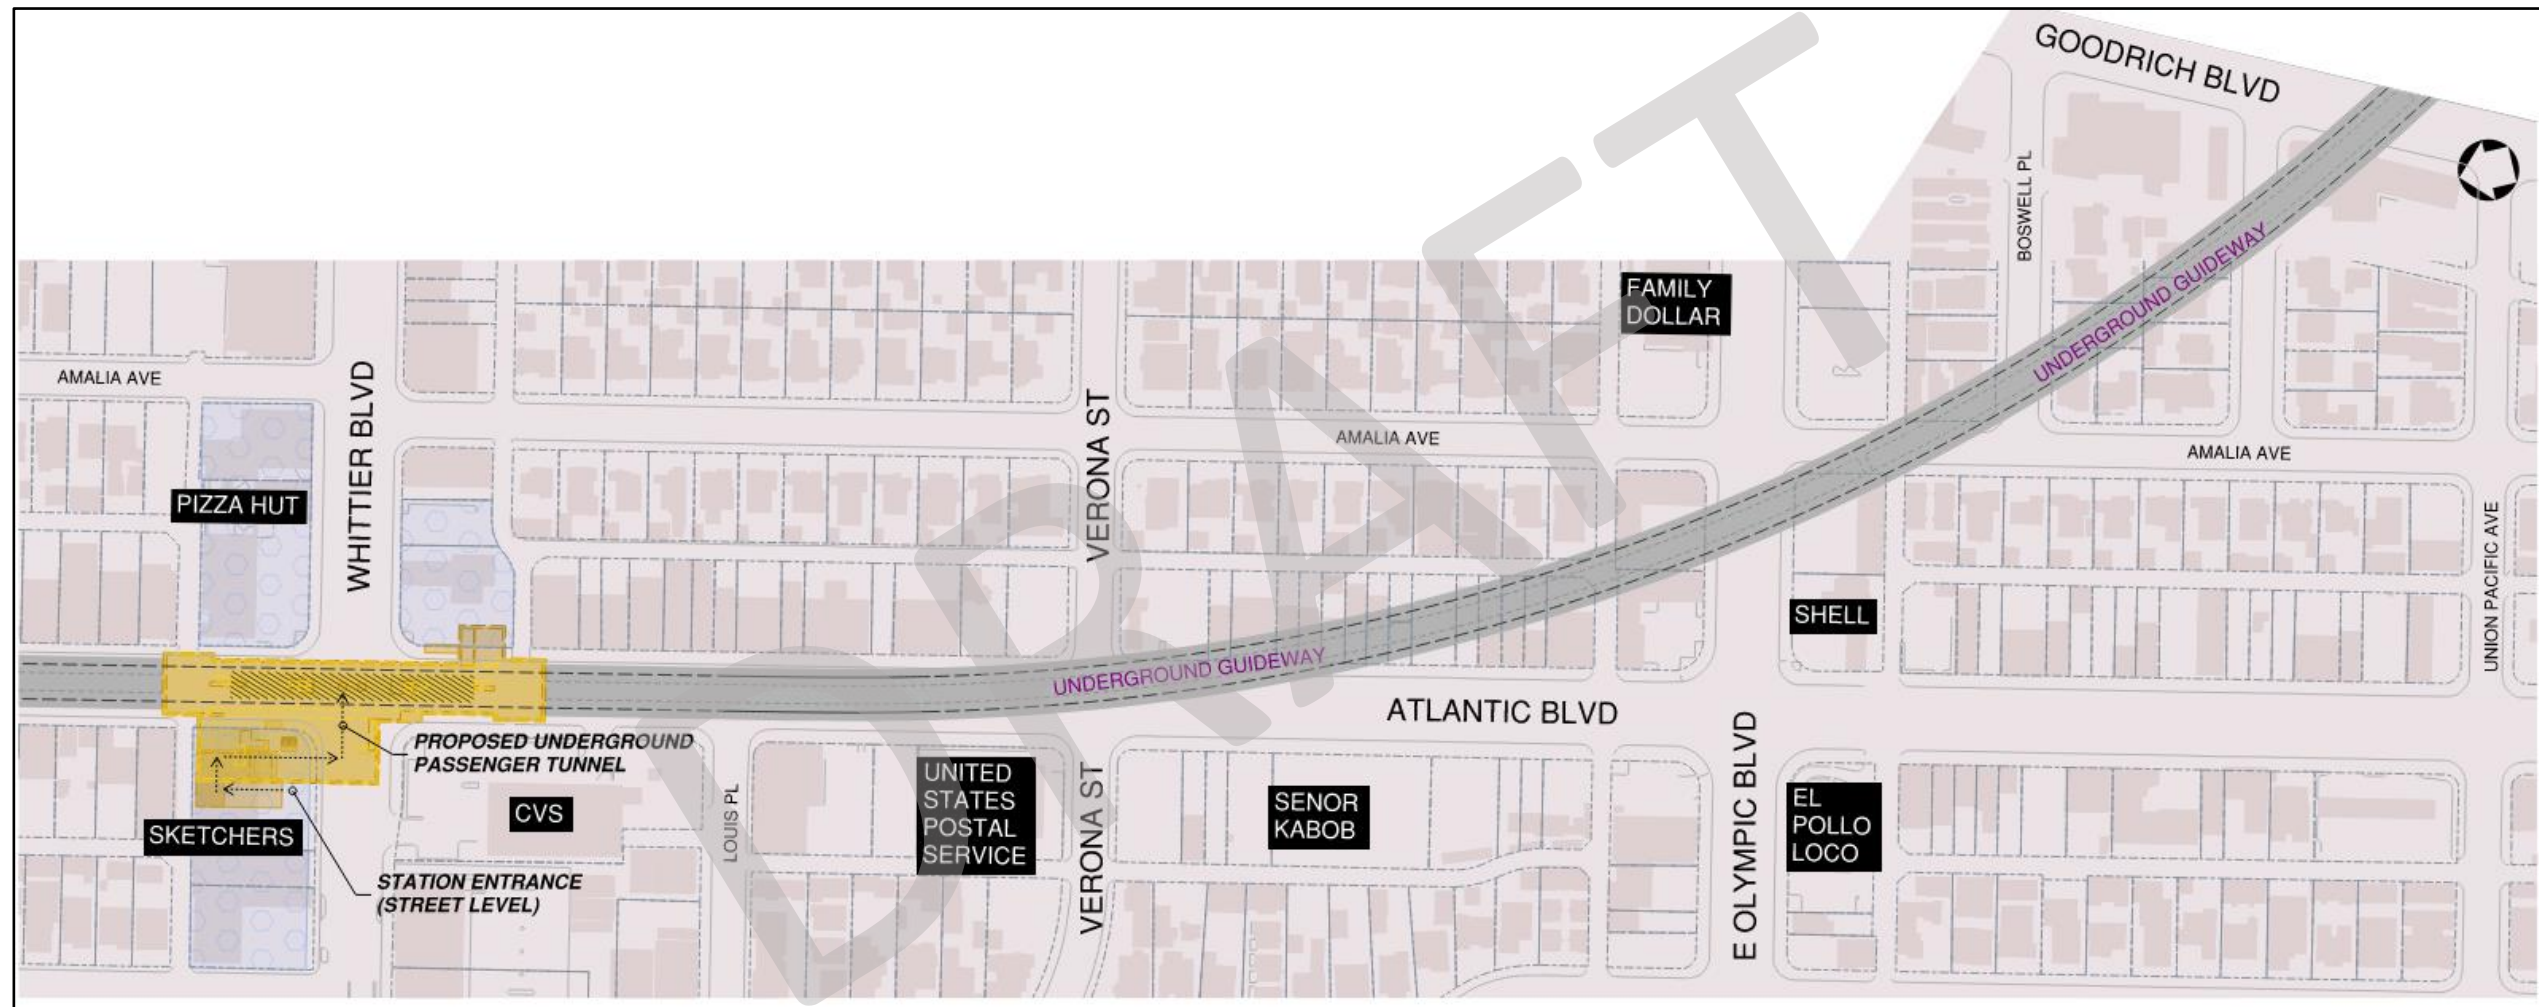 GOODRICH BLVD
BOSWELL PL
UNDERGROUND GUIDEWAY
FAMILY
DOLLAR
AMALIA AVE
WHITTIER BLVD
VERONA ST
AMALIA AVE
AMALIA AVE
PIZZA HUT
SHELL
UNION PACIFIC AVE
UNDERGROUND GUIDEWAY
ATLANTIC BLVD
PROPOSED UNDERGROUND
PASSENGER TUNNEL
SKETCHERS
CVS
LOUIS PL
UNITED
STATES
POSTAL
SERVICE
VERONA ST
SENOR
KABOB
E OLYMPIC BLVD
EL
POLLO
LOCO
STATION ENTRANCE
(STREET LEVEL)
DRAFT